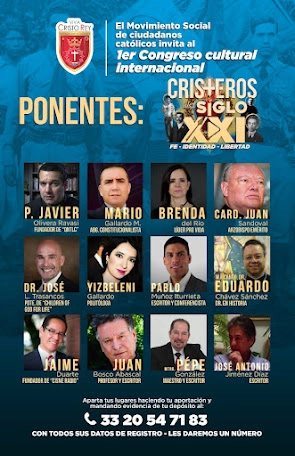 VIVA
CRISTO REY
El Movimiento Social
de ciudadanos
católicos invita al
1er Congreso cultural
internacional
PONENTES:
CRISTEROS
del SIGLO
XXI
FE - IDENTIDAD - LIBERTAD
P. JAVIER
Olivera Ravasi
FUNDADOR DE "QNTLC"
MARIO
Gallardo M.
ABG. CONSTITUCIONALISTA
BRENDA
del Río
LÍDER PRO VIDA
CARD. JUAN
Sandoval
ARZOBISPO EMÉRITO
DR. JOSÉ
L. Trasancos
PDTE. DE "CHILDREN OF
GOD FOR LIFE"
YIZBELENI
Gallardo
POLITÓLOGA
PABLO
Muñoz Iturrieta
ESCRITOR Y CONFERENCISTA
EDUARDO
Chávez Sánchez
DR. EN HISTORIA
JAIME
Duarte
FUNDADOR DE "CISNE RADIO"
JUAN
Bosco Abascal
PROFESOR Y ESCRITOR
MTRO. PEPE
González
MAESTRO Y ESCRITOR
JOSÉ ANTONIO
Jiménez Díaz
ESCRITOR
Aparta tus lugares haciendo tu aportación y
mandando evidencia de tu depósito al:
33 20 54 71 83
CON TODOS SUS DATOS DE REGISTRO - LES DAREMOS UN NÚMERO